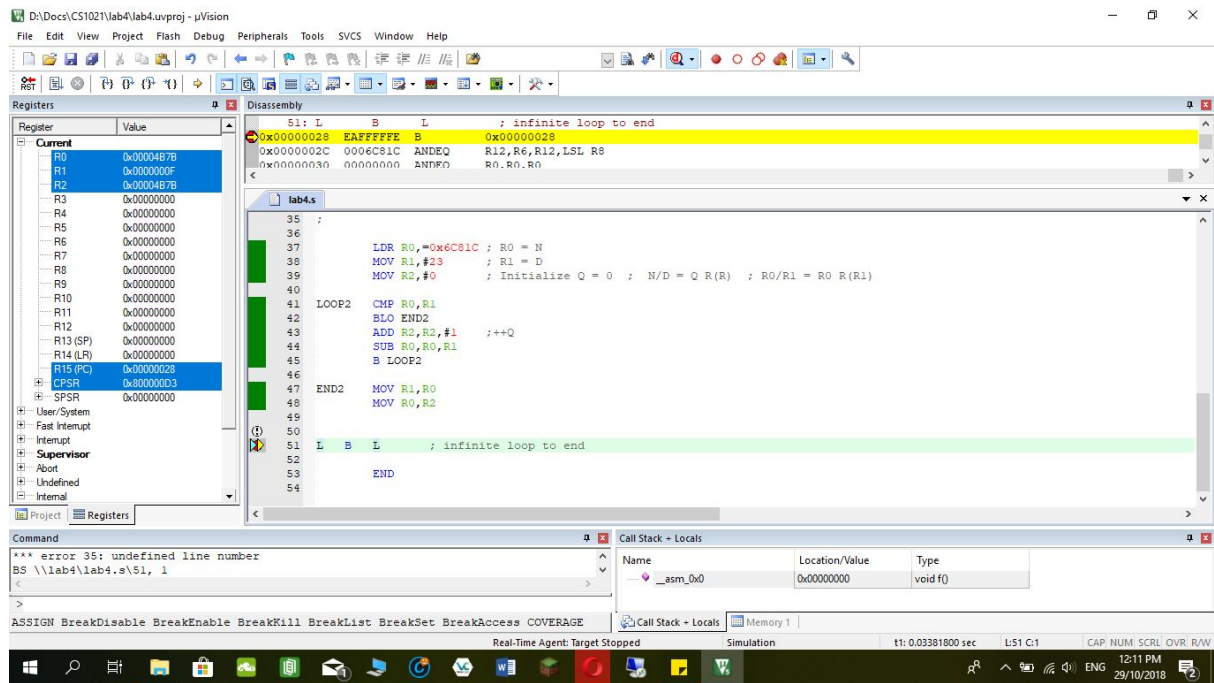 D:\Docs\CS1021\lab4\lab4.uvproj - µVision
File Edit View Project Flash Debug Peripherals Tools SVCS Window Help
Registers
Register Value
Current
R0 0x00004B7B
R1 0x0000000F
R2 0x00004B7B
R3 0x00000000
R4 0x00000000
R5 0x00000000
R6 0x00000000
R7 0x00000000
R8 0x00000000
R9 0x00000000
R10 0x00000000
R11 0x00000000
R12 0x00000000
R13 (SP) 0x00000000
R14 (LR) 0x00000000
R15 (PC) 0x00000028
CPSR 0x800000D3
SPSR 0x00000000
User/System
Fast Interrupt
Interrupt
Supervisor
Abort
Undefined
Internal
Project Registers
Disassembly
51: L B L ; infinite loop to end
0x00000028 EAFFFFFE B 0x00000028
0x0000002C 0006C81C ANDEQ R12,R6,R12,LSL R8
0x00000030 00000000 ANDEQ R0,R0,R0
lab4.s
35 ;
36
37 LDR R0,=0x6C81C ; R0 = N
38 MOV R1,#23 ; R1 = D
39 MOV R2,#0 ; Initialize Q = 0 ; N/D = Q R(R) ; R0/R1 = R0 R(R1)
40
41 LOOP2 CMP R0,R1
42 BLO END2
43 ADD R2,R2,#1 ;++Q
44 SUB R0,R0,R1
45 B LOOP2
46
47 END2 MOV R1,R0
48 MOV R0,R2
49
50
51 L B L ; infinite loop to end
52
53 END
54
Command
*** error 35: undefined line number
BS \\lab4\lab4.s\51, 1
>
ASSIGN BreakDisable BreakEnable BreakKill BreakList BreakSet BreakAccess COVERAGE
Call Stack + Locals
Name Location/Value Type
__asm_0x0 0x00000000 void f()
Call Stack + Locals Memory 1
Real-Time Agent: Target Stopped Simulation t1: 0.03381800 sec L:51 C:1 CAP NUM SCRL OVR R/W
ENG 12:11 PM
29/10/2018